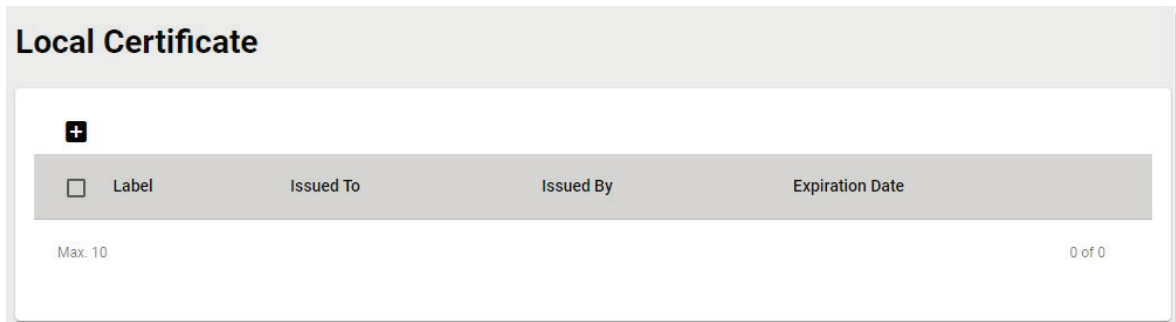 Local Certificate
Label Issued To Issued By Expiration Date
Max. 10 0 of 0